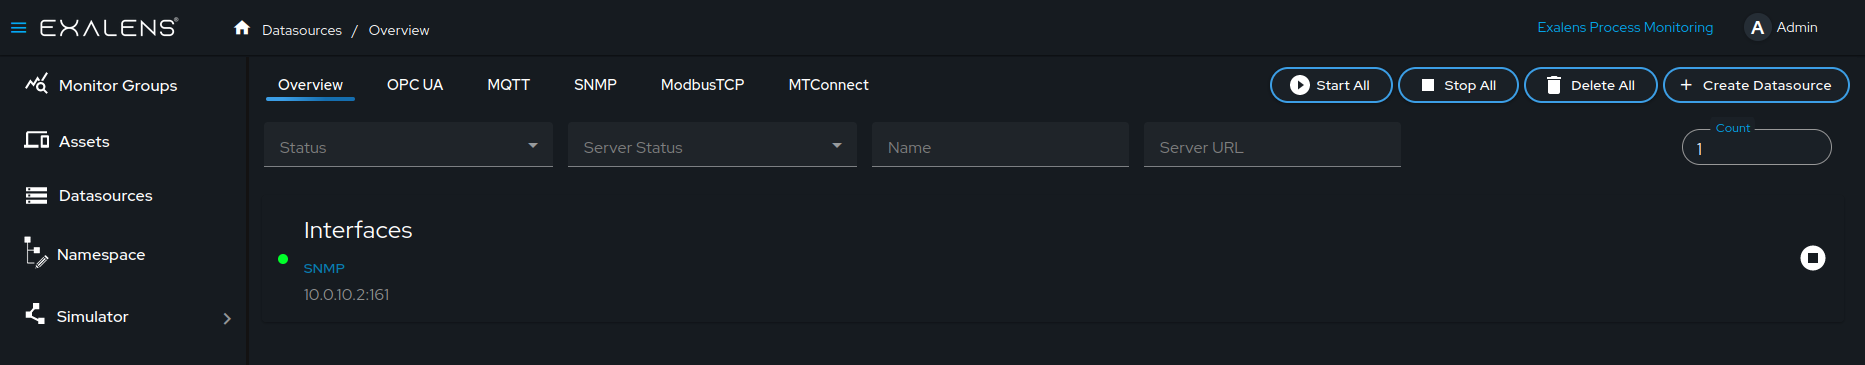 EXALENS® Datasources / Overview Exalens Process Monitoring A Admin
Monitor Groups
Assets
Datasources
Namespace
Simulator
Overview OPC UA MQTT SNMP ModbusTCP MTConnect Start All Stop All Delete All + Create Datasource
Status Server Status Name Server URL Count
1
Interfaces
SNMP
10.0.10.2:161